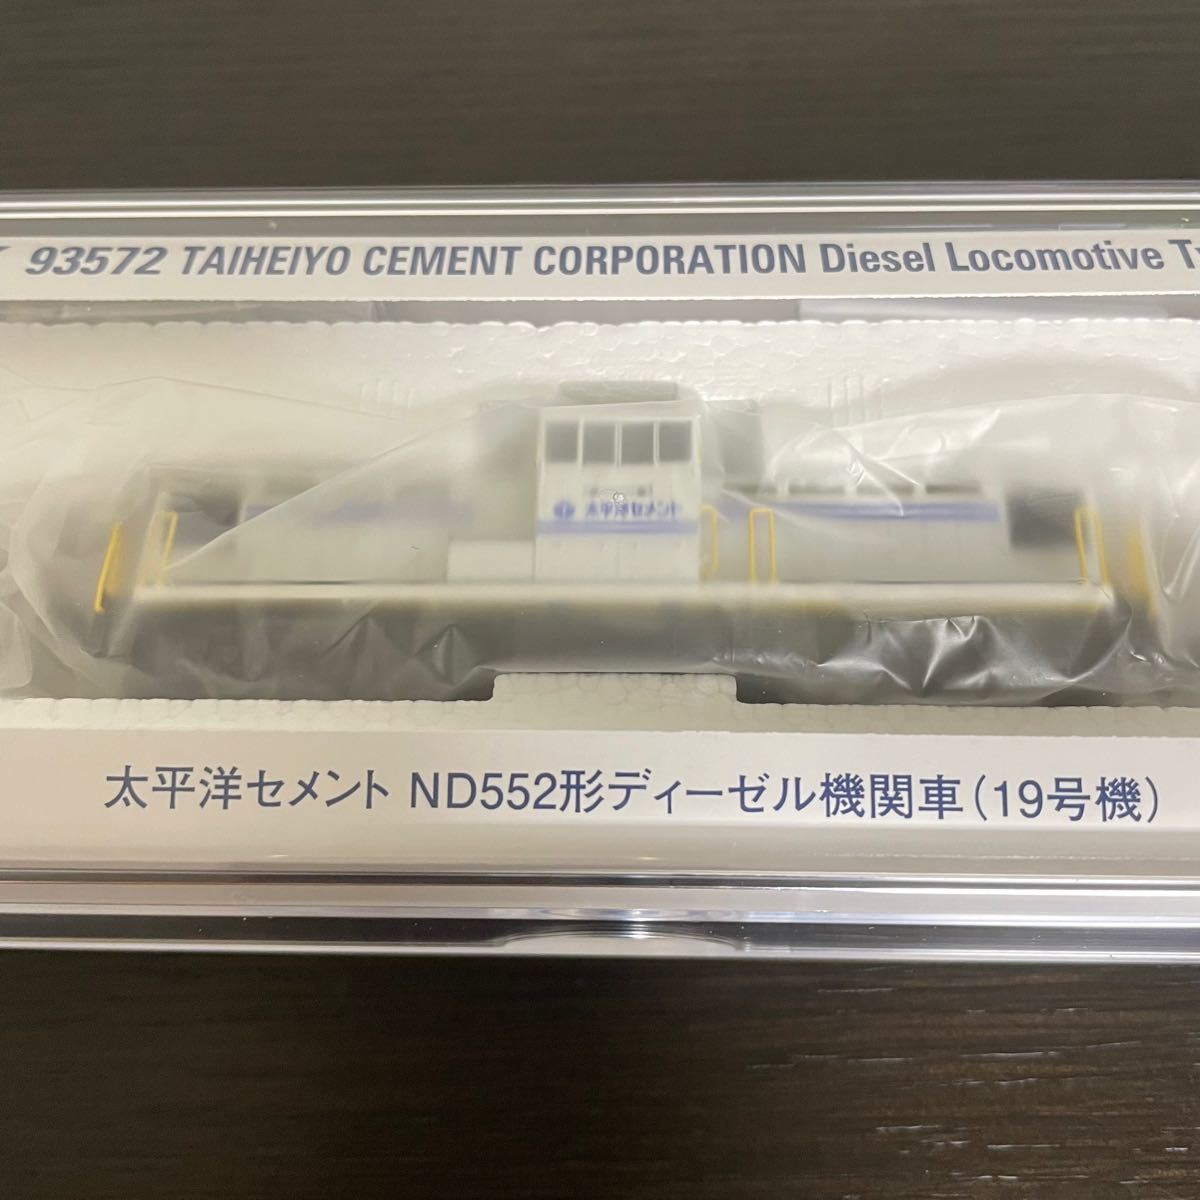 93572 TAIHEIYO CEMENT CORPORATION Diesel Locomotive
太平洋セメント
太平洋セメント ND552形ディーゼル機関車(19号機)